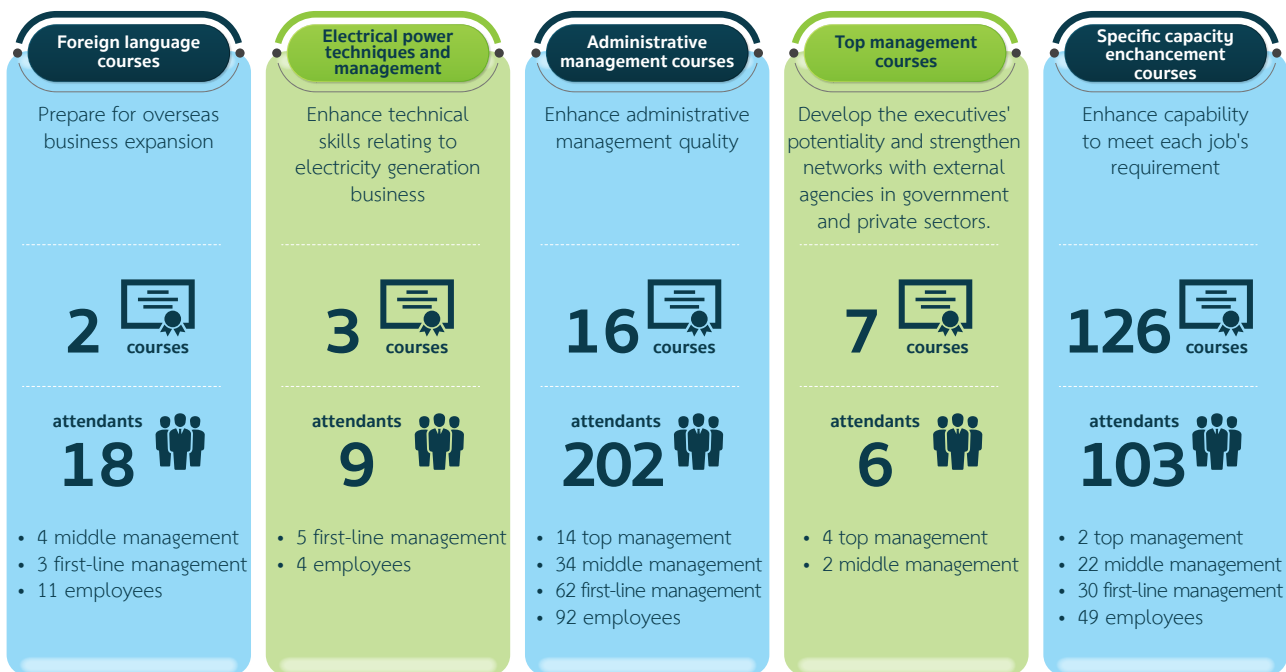 Foreign language
courses
Prepare for overseas
business expansion
2
courses
attendants
18
• 4 middle management
• 3 first-line management
• 11 employees
Electrical power
techniques and
management
Enhance technical
skills relating to
electricity generation
business
3
courses
attendants
9
• 5 first-line management
• 4 employees
Administrative
management courses
Enhance administrative
management quality
16
courses
attendants
202
• 14 top management
• 34 middle management
• 62 first-line management
• 92 employees
Top management
courses
Develop the executives'
potentiality and strengthen
networks with external
agencies in government
and private sectors.
7
courses
attendants
6
• 4 top management
• 2 middle management
Specific capacity
enchancement
courses
Enhance capability
to meet each job's
requirement
126
courses
attendants
103
• 2 top management
• 22 middle management
• 30 first-line management
• 49 employees